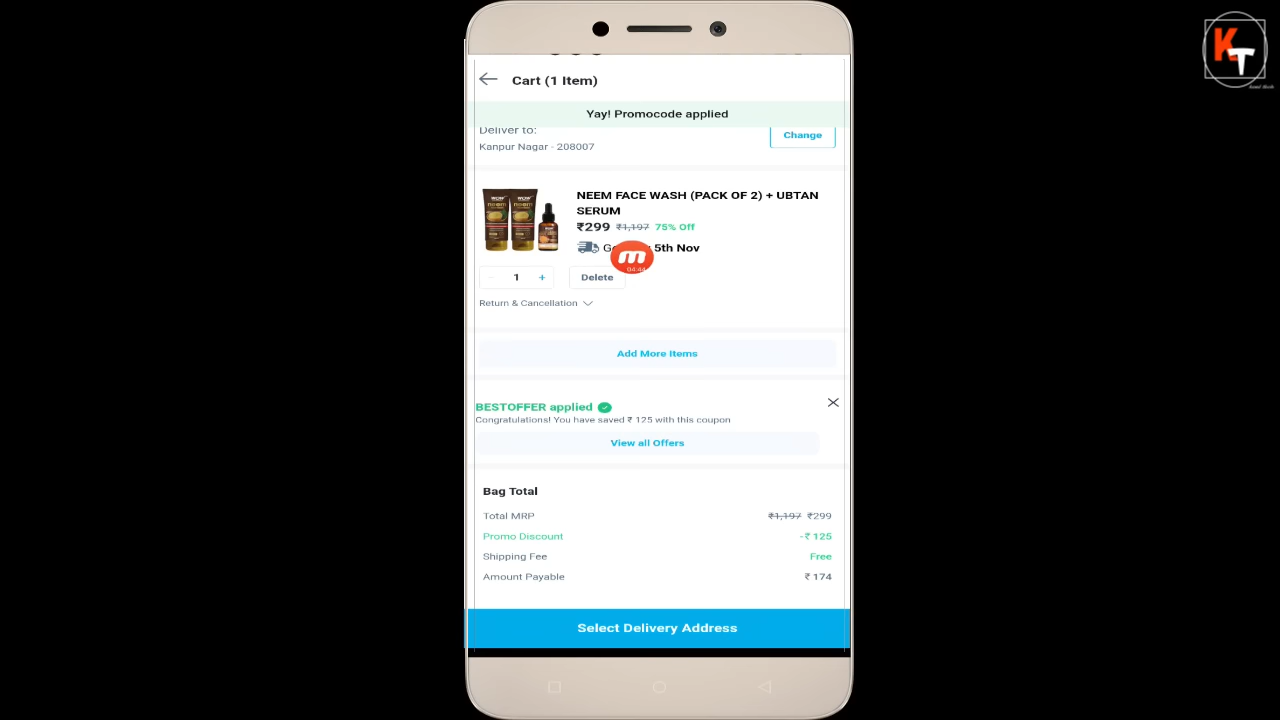 KT
Cart (1 Item)
Yay! Promocode applied
Deliver to:
Change
Kanpur Nagar - 208007
NEEM FACE WASH (PACK OF 2) + UBTAN
SERUM
₹299 ₹1,197 75% Off
5th Nov
- 1 +
Delete
Return & Cancellation
Add More Items
BESTOFFER applied
Congratulations! You have saved ₹ 125 with this coupon
View all Offers
Bag Total
Total MRP ₹1,197 ₹299
Promo Discount -₹ 125
Shipping Fee Free
Amount Payable ₹ 174
Select Delivery Address